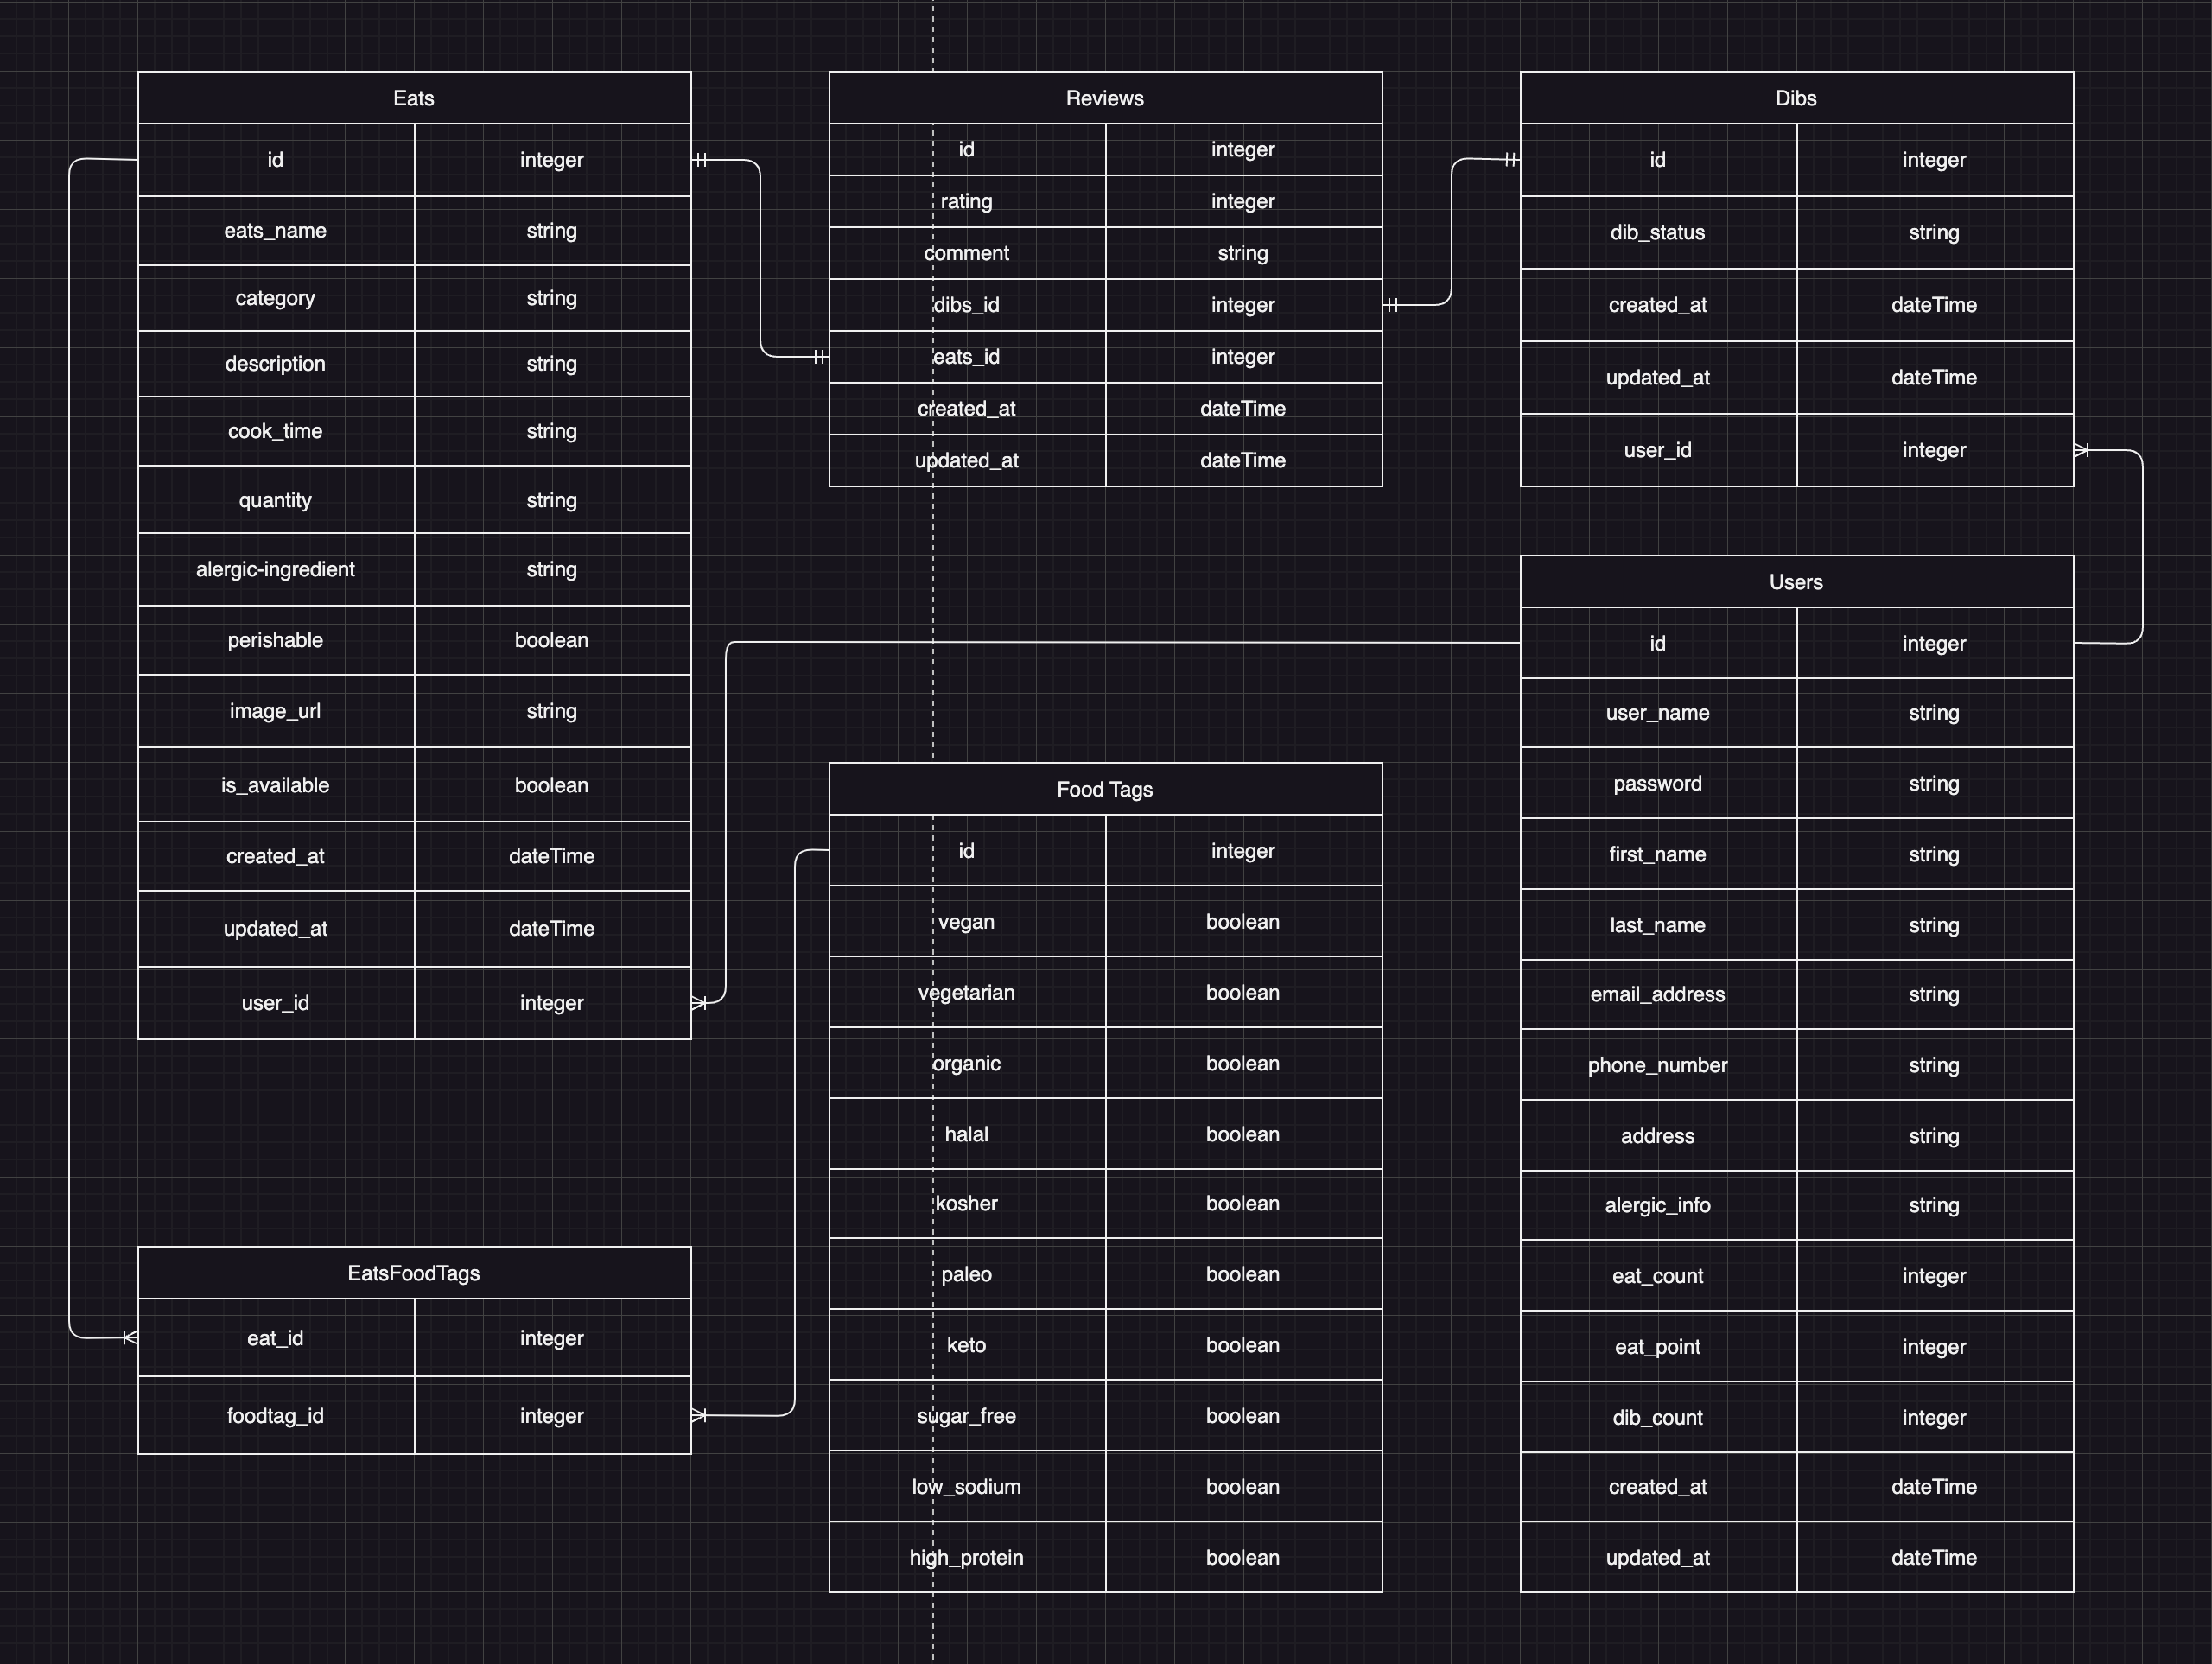 Eats
id integer
eats_name string
category string
description string
cook_time string
quantity string
alergic-ingredient string
perishable boolean
image_url string
is_available boolean
created_at dateTime
updated_at dateTime
user_id integer
Reviews
id integer
rating integer
comment string
dibs_id integer
eats_id integer
created_at dateTime
updated_at dateTime
Dibs
id integer
dib_status string
created_at dateTime
updated_at dateTime
user_id integer
Users
id integer
user_name string
password string
first_name string
last_name string
email_address string
phone_number string
address string
alergic_info string
eat_count integer
eat_point integer
dib_count integer
created_at dateTime
updated_at dateTime
Food Tags
id integer
vegan boolean
vegetarian boolean
organic boolean
halal boolean
kosher boolean
paleo boolean
keto boolean
sugar_free boolean
low_sodium boolean
high_protein boolean
EatsFoodTags
eat_id integer
foodtag_id integer